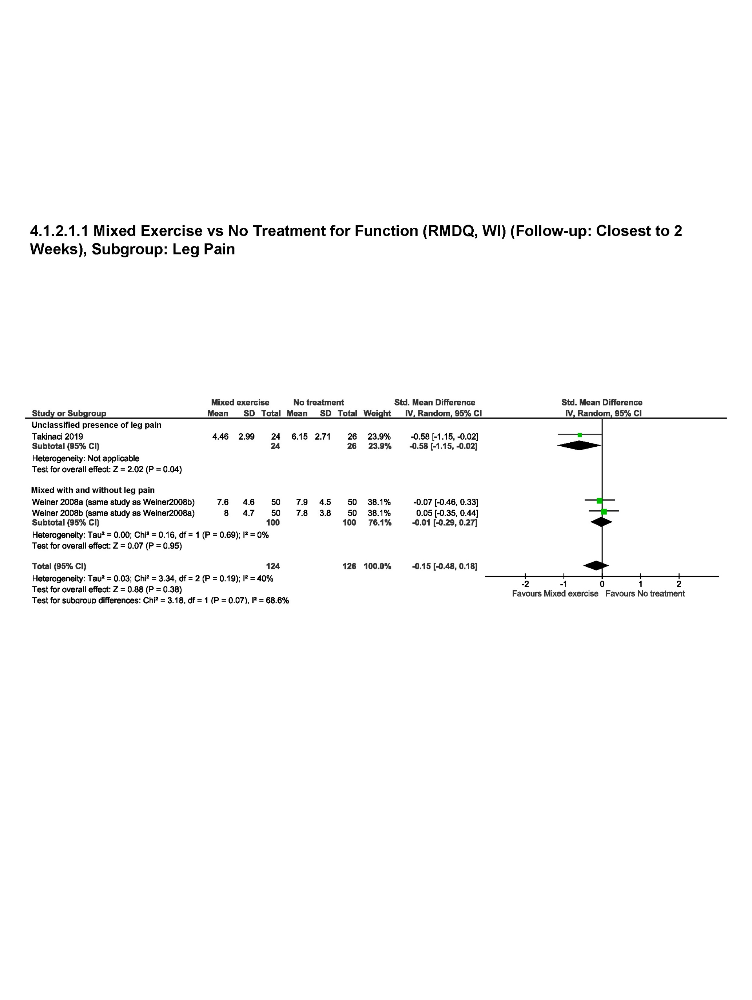 4.1.2.1.1 Mixed Exercise vs No Treatment for Function (RMDQ, WI) (Follow-up: Closest to 2
Weeks), Subgroup: Leg Pain
Mixed exercise No treatment Std. Mean Difference Std. Mean Difference
Study or Subgroup Mean SD Total Mean SD Total Weight IV, Random, 95% CI IV, Random, 95% CI
Unclassified presence of leg pain
Takinaci 2019 4.46 2.99 24 6.15 2.71 26 23.9% -0.58 [-1.15, -0.02]
Subtotal (95% CI) 24 26 23.9% -0.58 [-1.15, -0.02]
Heterogeneity: Not applicable
Test for overall effect: Z = 2.02 (P = 0.04)
Mixed with and without leg pain
Weiner 2008a (same study as Weiner2008b) 7.6 4.6 50 7.9 4.5 50 38.1% -0.07 [-0.46, 0.33]
Weiner 2008b (same study as Weiner2008a) 8 4.7 50 7.8 3.8 50 38.1% 0.05 [-0.35, 0.44]
Subtotal (95% CI) 100 100 76.1% -0.01 [-0.29, 0.27]
Heterogeneity: Tau² = 0.00; Chi² = 0.16, df = 1 (P = 0.69); I² = 0%
Test for overall effect: Z = 0.07 (P = 0.95)
Total (95% CI) 124 126 100.0% -0.15 [-0.48, 0.18]
Heterogeneity: Tau² = 0.03; Chi² = 3.34, df = 2 (P = 0.19); I² = 40%
Test for overall effect: Z = 0.88 (P = 0.38)
Test for subgroup differences: Chi² = 3.18, df = 1 (P = 0.07), I² = 68.6%
-2 -1 0 1 2
Favours Mixed exercise Favours No treatment